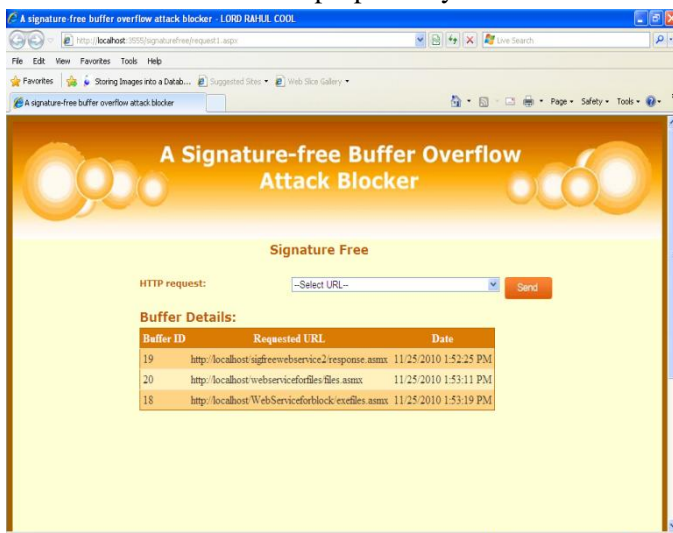 A signature-free buffer overflow attack blocker - LORD RAHUL COOL
http://localhost:3555/signaturefree/request1.aspx
Live Search
File Edit View Favorites Tools Help
Favorites Storing Images into a Datab... Suggested Sites Web Slice Gallery
A signature-free buffer overflow attack blocker Page Safety Tools
A Signature-free Buffer Overflow
Attack Blocker
Signature Free
HTTP request: --Select URL-- Send
Buffer Details:
Buffer ID Requested URL Date
19 http://localhost/sigfreewebservice2/response.asmx 11/25/2010 1:52:25 PM
20 http://localhost/webserviceforfiles/files.asmx 11/25/2010 1:53:11 PM
18 http://localhost/WebServiceforblock/exefiles.asmx 11/25/2010 1:53:19 PM